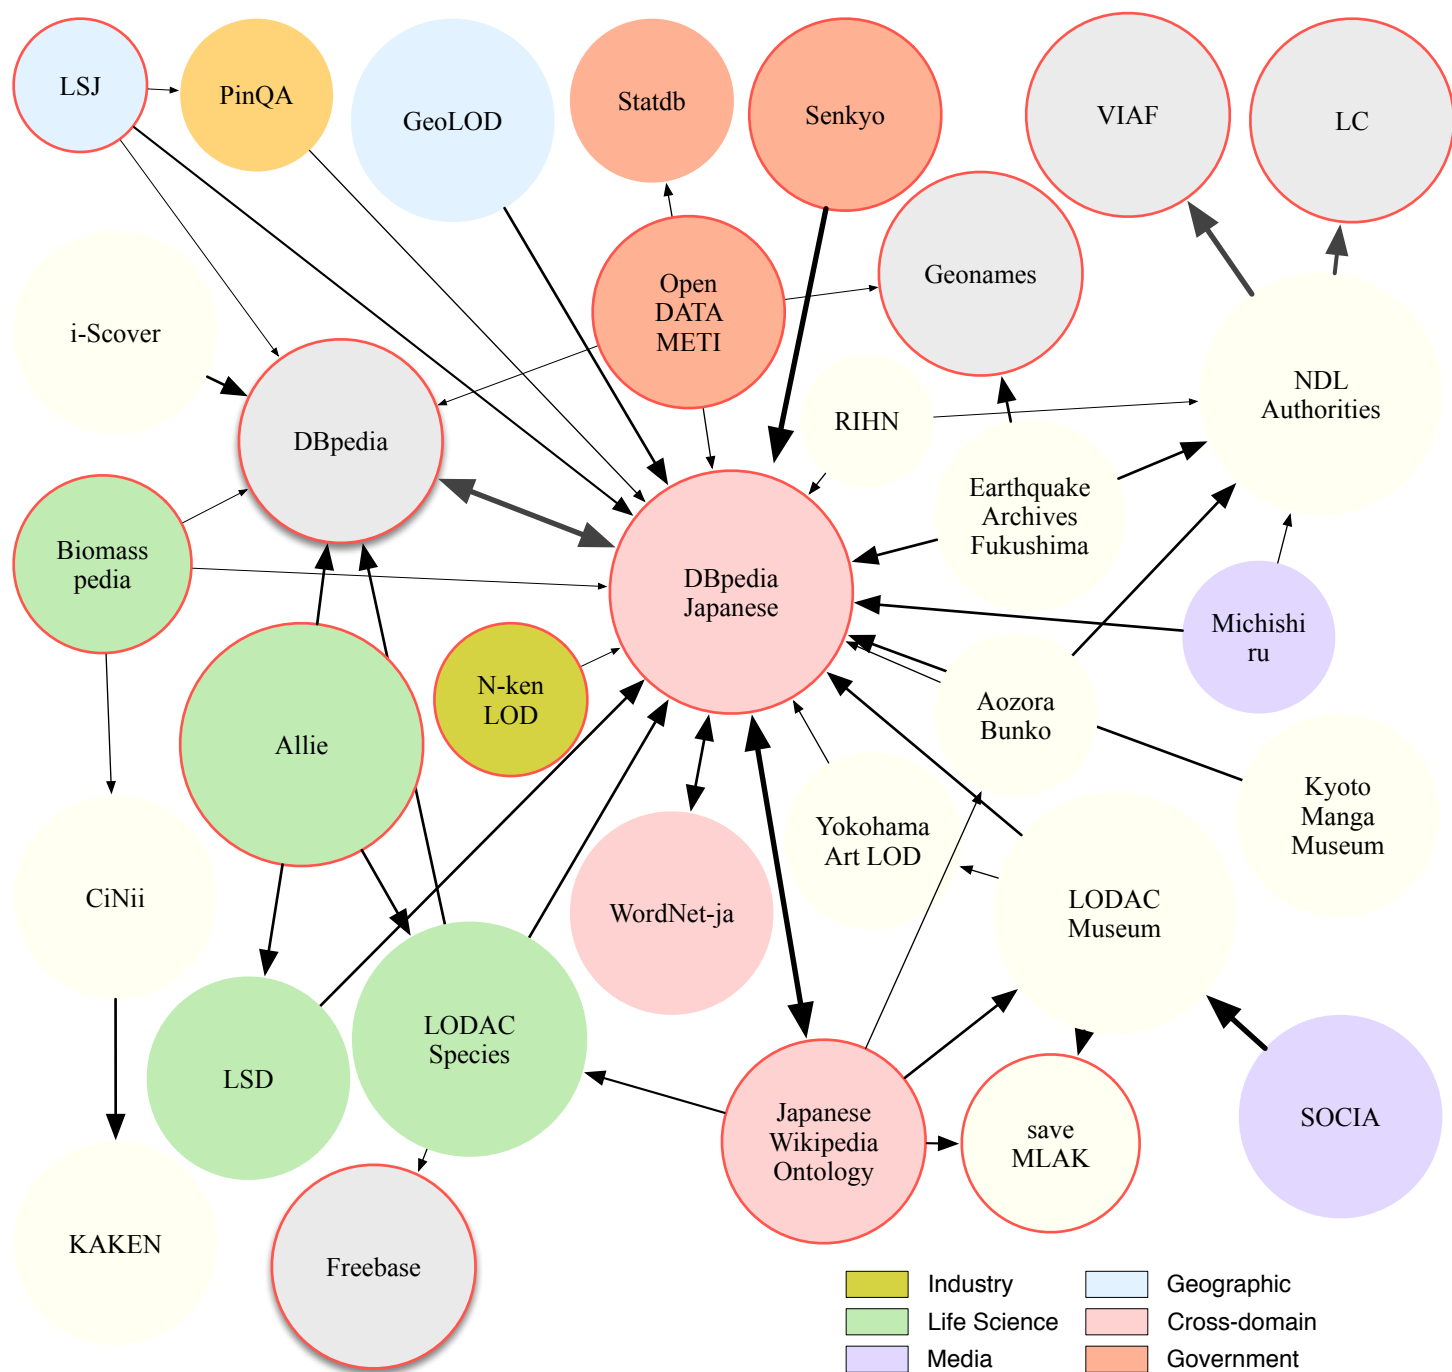 LSJ
PinQA
GeoLOD
Statdb
Senkyo
VIAF
LC
Open
DATA
METI
Geonames
i-Scover
DBpedia
RIHN
NDL
Authorities
Earthquake
Archives
Fukushima
Biomass
pedia
DBpedia
Japanese
Michishi
ru
N-ken
LOD
Aozora
Bunko
Allie
Yokohama
Art LOD
Kyoto
Manga
Museum
CiNii
WordNet-ja
LODAC
Museum
LSD
LODAC
Species
Japanese
Wikipedia
Ontology
save
MLAK
SOCIA
KAKEN
Freebase
Industry
Geographic
Life Science
Cross-domain
Media
Government